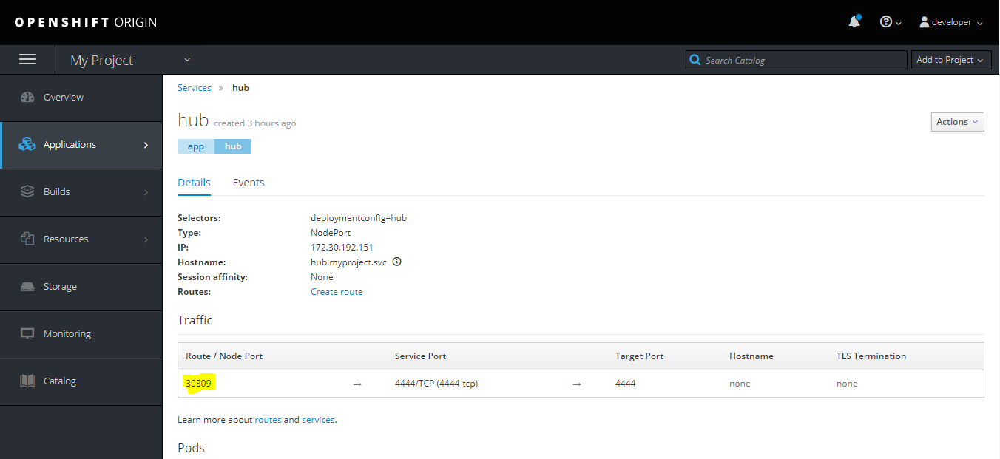 OPENSHIFT ORIGIN
developer
My Project
Search Catalog
Add to Project
Overview
Applications
Builds
Resources
Storage
Monitoring
Catalog
Services » hub
hub created 3 hours ago
Actions
app hub
Details Events
Selectors: deploymentconfig=hub
Type: NodePort
IP: 172.30.192.151
Hostname: hub.myproject.svc
Session affinity: None
Routes: Create route
Traffic
Route / Node Port Service Port Target Port Hostname TLS Termination
30309 → 4444/TCP (4444-tcp) → 4444 none none
Learn more about routes and services.
Pods